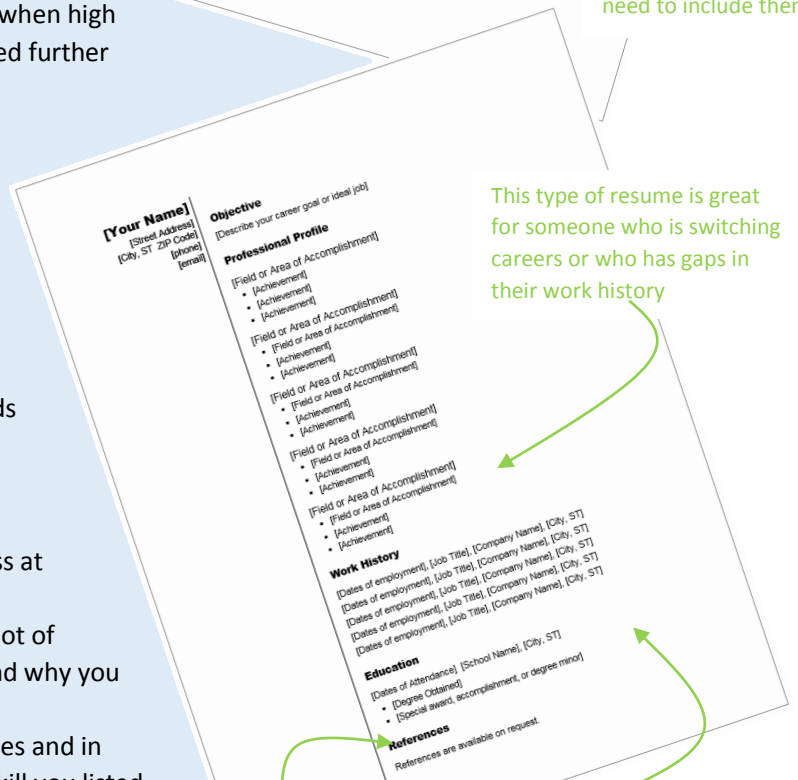 when high
ed further
need to include ther
This type of resume is great
for someone who is switching
careers or who has gaps in
their work history
[Your Name]
[Street Address]
[City, ST ZIP Code]
[phone]
[email]
Objective
[Describe your career goal or ideal job]
Professional Profile
[Field or Area of Accomplishment]
• [Achievement]
• [Achievement]
• [Achievement]
[Field or Area of Accomplishment]
• [Field or Area of Accomplishment]
• [Achievement]
• [Achievement]
[Field or Area of Accomplishment]
• [Field or Area of Accomplishment]
• [Achievement]
• [Achievement]
[Field or Area of Accomplishment]
• [Field or Area of Accomplishment]
• [Achievement]
• [Achievement]
[Field or Area of Accomplishment]
• [Field or Area of Accomplishment]
• [Achievement]
• [Achievement]
Work History
[Dates of employment], [Job Title], [Company Name], [City, ST]
[Dates of employment], [Job Title], [Company Name], [City, ST]
[Dates of employment], [Job Title], [Company Name], [City, ST]
[Dates of employment], [Job Title], [Company Name], [City, ST]
[Dates of employment], [Job Title], [Company Name], [City, ST]
Education
[Dates of Attendance] [School Name], [City, ST]
• [Degree Obtained]
• [Special award, accomplishment, or degree minor]
References
References are available on request.
ds
ss at
ot of
nd why you
es and in
kill you listed